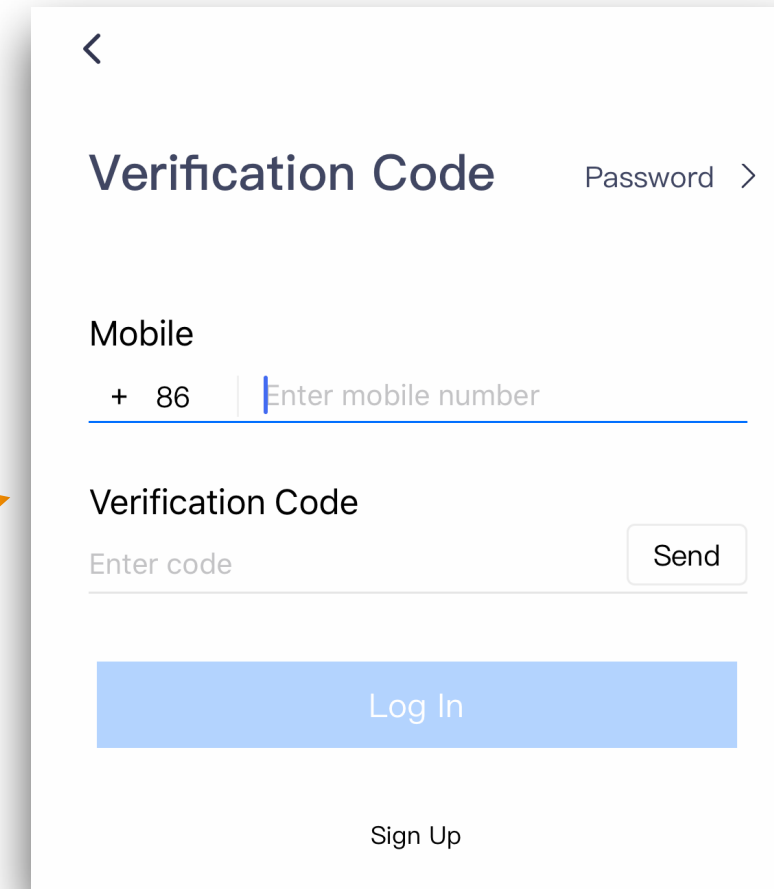 Verification Code
Password
Mobile
+ 86 Enter mobile number
Verification Code
Enter code
Send
Log In
Sign Up